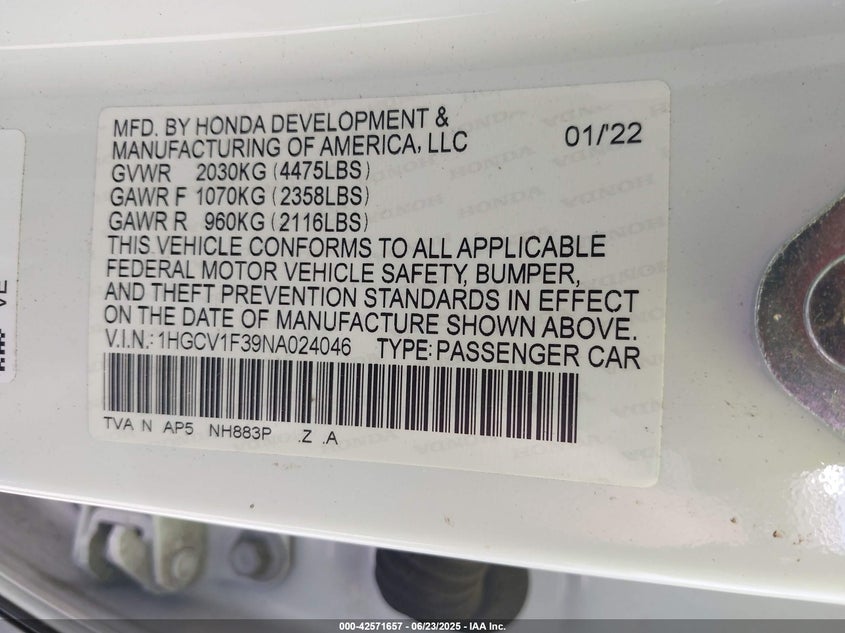 MFD. BY HONDA DEVELOPMENT &
MANUFACTURING OF AMERICA, LLC 01/'22
GVWR 2030KG (4475LBS)
GAWR F 1070KG (2358LBS)
GAWR R 960KG (2116LBS)
THIS VEHICLE CONFORMS TO ALL APPLICABLE
FEDERAL MOTOR VEHICLE SAFETY, BUMPER,
AND THEFT PREVENTION STANDARDS IN EFFECT
ON THE DATE OF MANUFACTURE SHOWN ABOVE.
V.I.N.: 1HGCV1F39NA024046 TYPE: PASSENGER CAR
TVA N AP5 NH883P .Z .A
VE
000-42571657 | 06/23/2025 - IAA Inc.